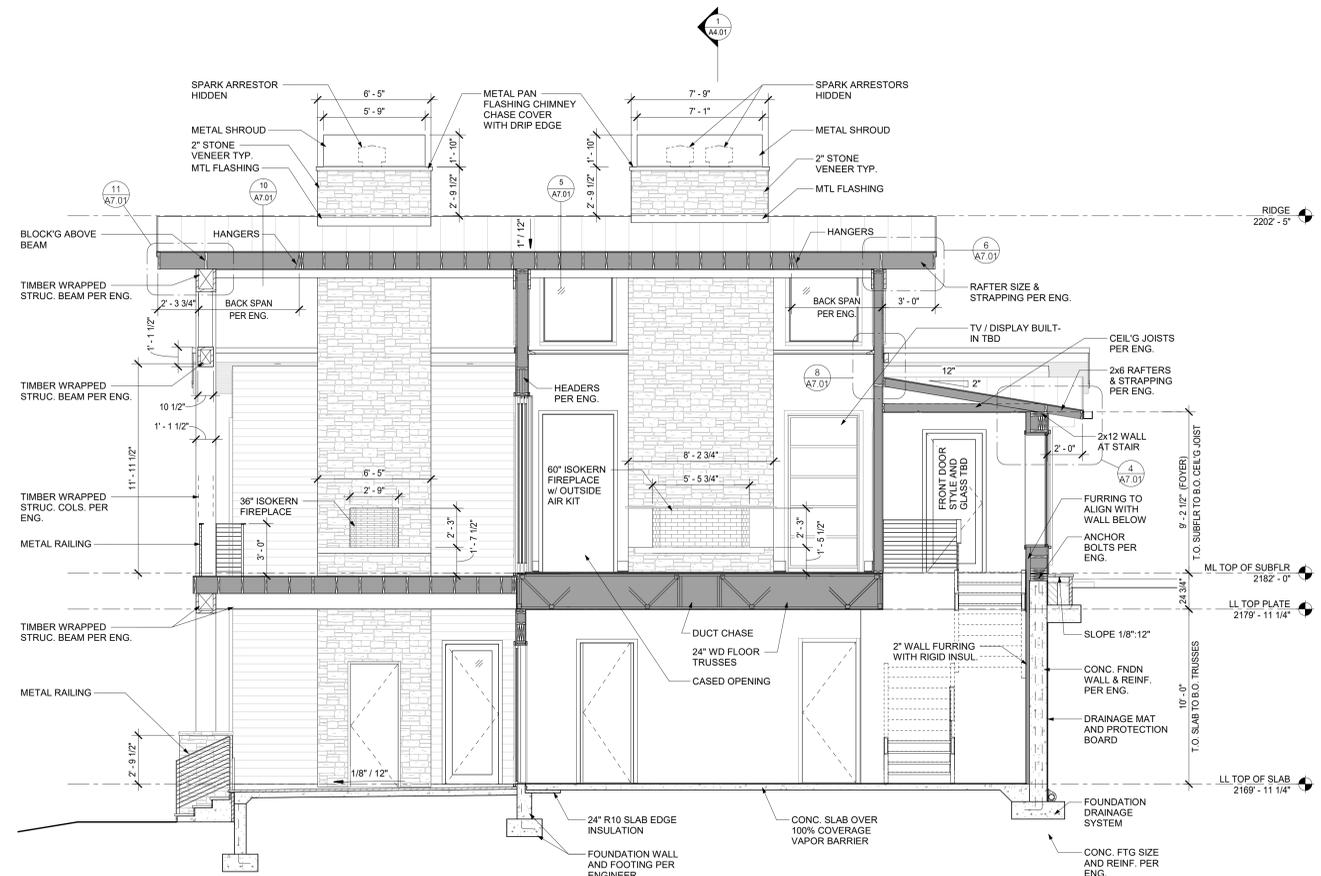 1
A4.01
SPARK ARRESTOR
HIDDEN
6' - 5"
5' - 9"
METAL PAN
FLASHING CHIMNEY
CHASE COVER
WITH DRIP EDGE
7' - 9"
7' - 1"
SPARK ARRESTORS
HIDDEN
METAL SHROUD
2" STONE
VENEER TYP.
MTL FLASHING
1' - 10"
2' - 9 1/2"
1' - 10"
2' - 9 1/2"
METAL SHROUD
2" STONE
VENEER TYP.
MTL FLASHING
11
A7.01
10
A7.01
5
A7.01
RIDGE
2202' - 5"
BLOCK'G ABOVE
BEAM
HANGERS
1" / 12"
HANGERS
6
A7.01
TIMBER WRAPPED
STRUC. BEAM PER ENG.
2' - 3 3/4"
BACK SPAN
PER ENG.
BACK SPAN
PER ENG.
3' - 0"
RAFTER SIZE &
STRAPPING PER ENG.
1' - 1 1/2"
TV / DISPLAY BUILT-
IN TBD
CEIL'G JOISTS
PER ENG.
12"
2"
2x6 RAFTERS
& STRAPPING
PER ENG.
8
A7.01
TIMBER WRAPPED
STRUC. BEAM PER ENG.
HEADERS
PER ENG.
10 1/2"
1' - 1 1/2"
11' - 11 1/2"
2x12 WALL
AT STAIR
2' - 0"
4
A7.01
6' - 5"
2' - 9"
36" ISOKERN
FIREPLACE
60" ISOKERN
FIREPLACE
w/ OUTSIDE
AIR KIT
8' - 2 3/4"
5' - 5 3/4"
FRONT DOOR
STYLE AND
GLASS TBD
9' - 2 1/2" (FOYER)
T.O. SUBFLR TO B.O. CEIL'G JOIST
TIMBER WRAPPED
STRUC. COLS. PER
ENG.
FURRING TO
ALIGN WITH
WALL BELOW
METAL RAILING
3' - 0"
2' - 3"
1' - 7 1/2"
2' - 3"
1' - 5 1/2"
ANCHOR
BOLTS PER
ENG.
ML TOP OF SUBFLR
2182' - 0"
24 3/4"
LL TOP PLATE
2179' - 11 1/4"
TIMBER WRAPPED
STRUC. BEAM PER ENG.
DUCT CHASE
24" WD FLOOR
TRUSSES
CASED OPENING
2" WALL FURRING
WITH RIGID INSUL.
SLOPE 1/8":12"
CONC. FNDN
WALL & REINF.
PER ENG.
10' - 0"
T.O. SLAB TO B.O. TRUSSES
METAL RAILING
DRAINAGE MAT
AND PROTECTION
BOARD
2' - 9 1/2"
1/8" / 12"
LL TOP OF SLAB
2169' - 11 1/4"
24" R10 SLAB EDGE
INSULATION
CONC. SLAB OVER
100% COVERAGE
VAPOR BARRIER
FOUNDATION
DRAINAGE
SYSTEM
FOUNDATION WALL
AND FOOTING PER
ENGINEER
CONC. FTG SIZE
AND REINF. PER
ENG.